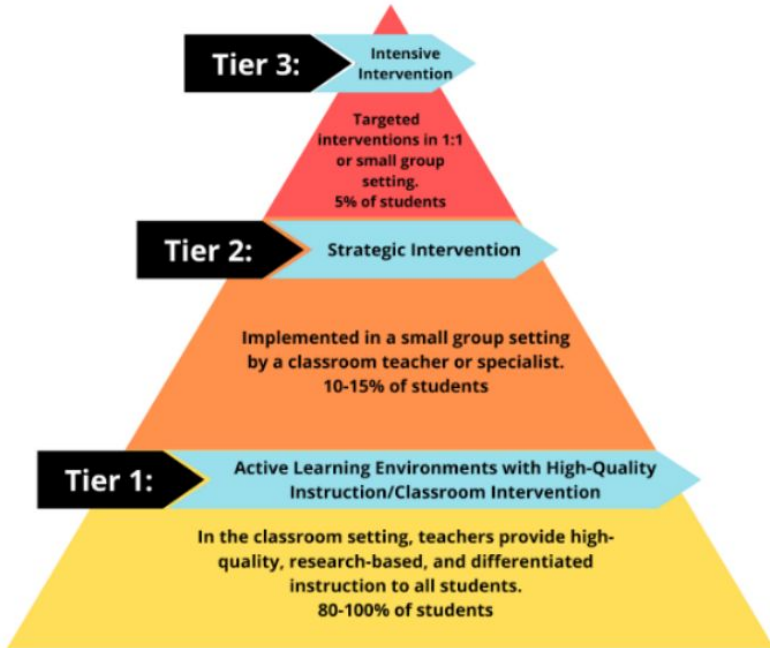 Tier 3:
Intensive
Intervention
Targeted
interventions in 1:1
or small group
setting.
5% of students
Tier 2:
Strategic Intervention
Implemented in a small group setting
by a classroom teacher or specialist.
10-15% of students
Tier 1:
Active Learning Environments with High-Quality
Instruction/Classroom Intervention
In the classroom setting, teachers provide high-
quality, research-based, and differentiated
instruction to all students.
80-100% of students